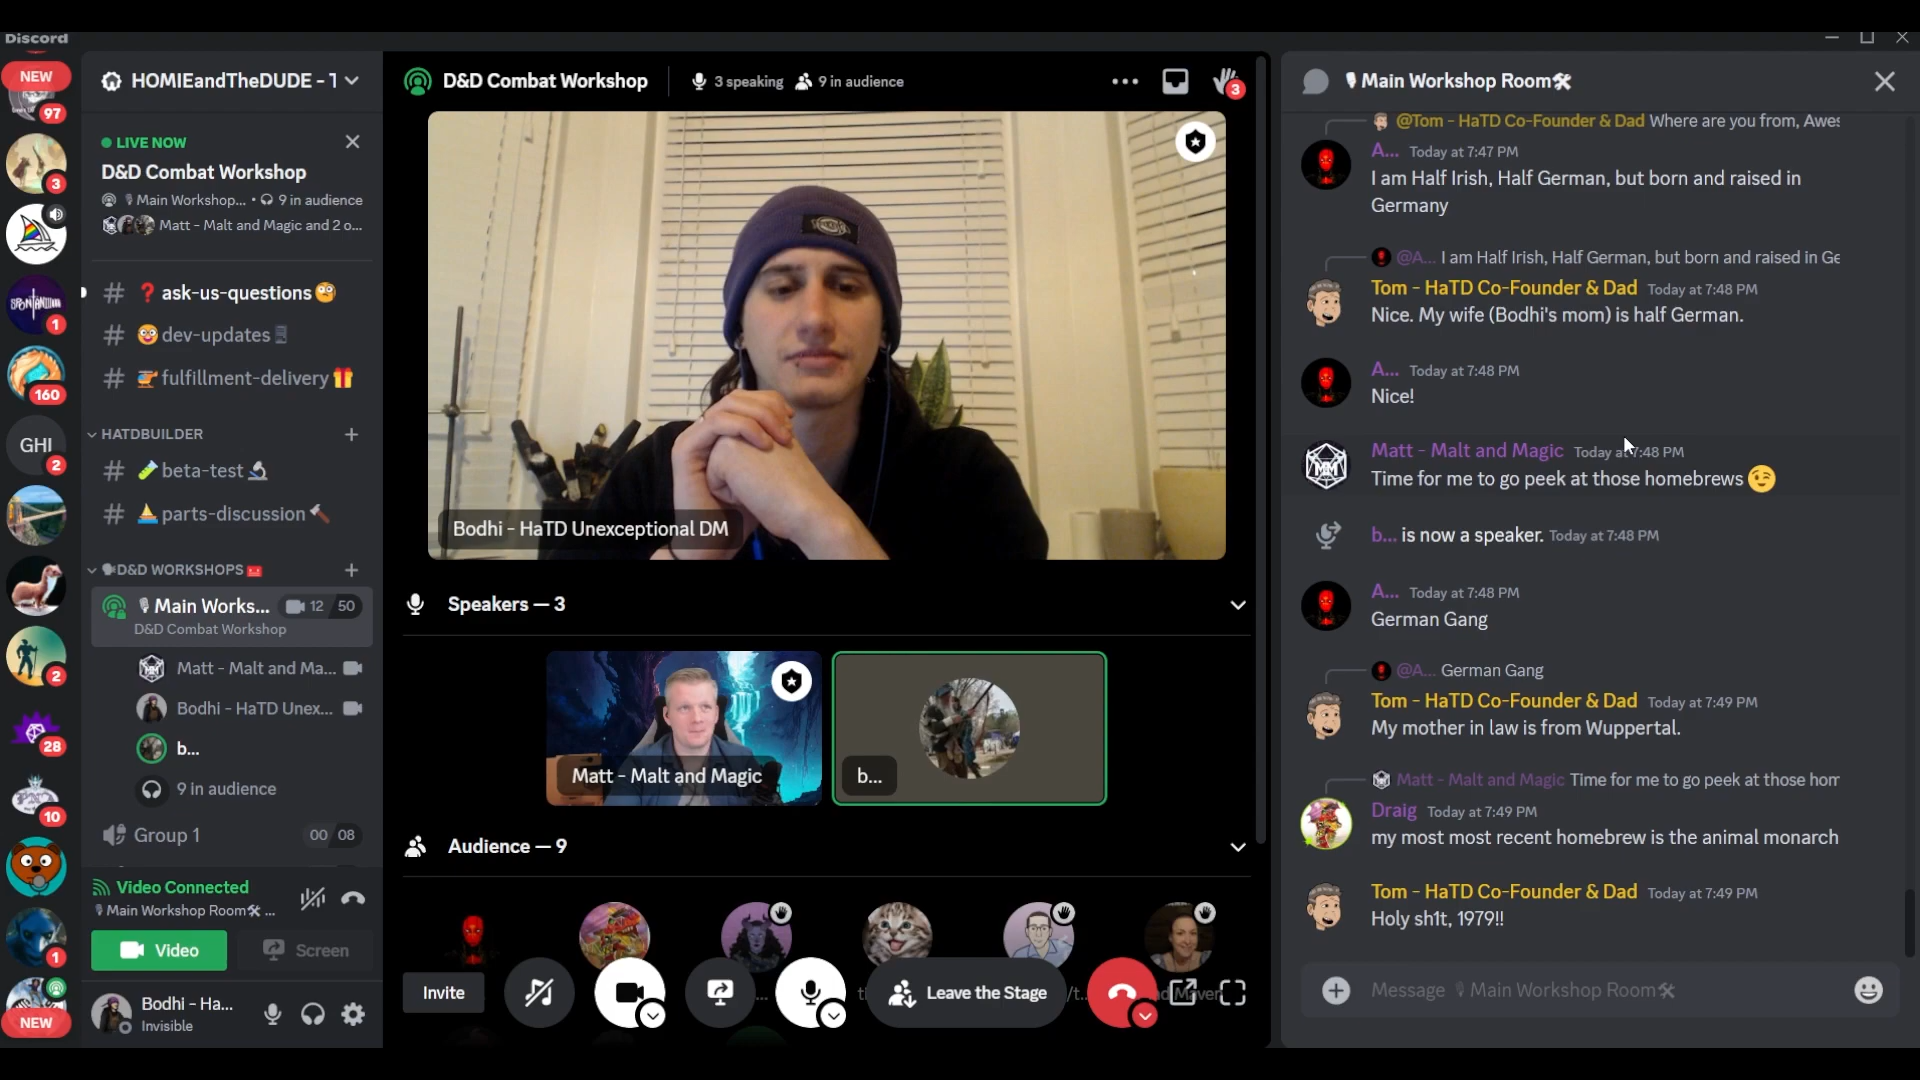 Discord
NEW
97
3
1
160
GHI
2
2
28
10
1
NEW
HOMIEandTheDUDE - T
LIVE NOW
D&D Combat Workshop
🎙Main Workshop... • 9 in audience
Matt - Malt and Magic and 2 o...
# ❓ask-us-questions🧐
# dev-updates
# fulfillment-delivery🎁
HATDBUILDER
# 🧪beta-test🔬
# ⛵parts-discussion🔨
🗣D&D WORKSHOPS
🎙Main Works... 12 50
D&D Combat Workshop
Matt - Malt and Ma...
Bodhi - HaTD Unex...
b...
9 in audience
Group 1 00 08
Video Connected
🎙Main Workshop Room🛠 ...
Video
Screen
Bodhi - Ha...
Invisible
D&D Combat Workshop
3 speaking
9 in audience
3
Bodhi - HaTD Unexceptional DM
Speakers — 3
Matt - Malt and Magic
b...
Audience — 9
Invite
Leave the Stage
🎙Main Workshop Room🛠
@Tom - HaTD Co-Founder & Dad Where are you from, Awes
A... Today at 7:47 PM
I am Half Irish, Half German, but born and raised in
Germany
@A... I am Half Irish, Half German, but born and raised in Ge
Tom - HaTD Co-Founder & Dad Today at 7:48 PM
Nice. My wife (Bodhi's mom) is half German.
A... Today at 7:48 PM
Nice!
Matt - Malt and Magic Today at 7:48 PM
Time for me to go peek at those homebrews 😉
b... is now a speaker. Today at 7:48 PM
A... Today at 7:48 PM
German Gang
@A... German Gang
Tom - HaTD Co-Founder & Dad Today at 7:49 PM
My mother in law is from Wuppertal.
Matt - Malt and Magic Time for me to go peek at those hom
Draig Today at 7:49 PM
my most most recent homebrew is the animal monarch
Tom - HaTD Co-Founder & Dad Today at 7:49 PM
Holy sh1t, 1979!!
Message 🎙Main Workshop Room🛠